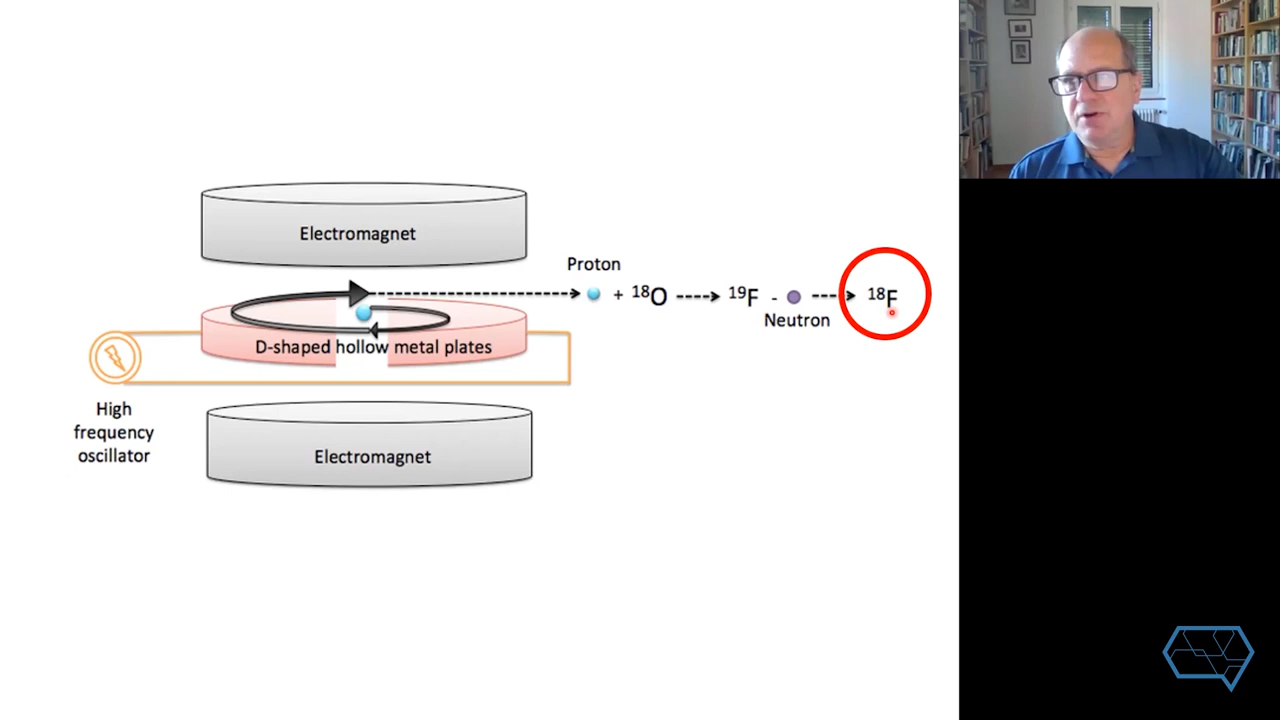 Electromagnet
Proton
+ ¹⁸O
¹⁹F - 
¹⁸F
Neutron
D-shaped hollow metal plates
High
frequency
oscillator
Electromagnet